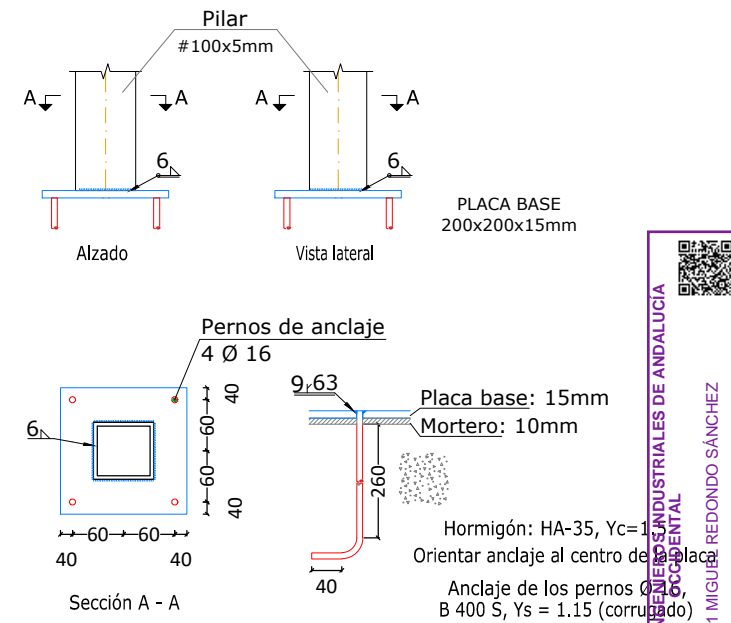 Pilar
#100x5mm
A A
A A
6
6
PLACA BASE
200x200x15mm
Alzado
Vista lateral
Pernos de anclaje
4 Ø 16
6
40
60
60
40
60 60
40 40
Sección A - A
9 63
Placa base: 15mm
Mortero: 10mm
260
40
Hormigón: HA-35, Yc=1.5
Orientar anclaje al centro de la placa
Anclaje de los pernos Ø 16,
B 400 S, Ys = 1.15 (corrugado)
INGENIEROS INDUSTRIALES DE ANDALUCÍA
OCCIDENTAL
1 MIGUEL REDONDO SÁNCHEZ